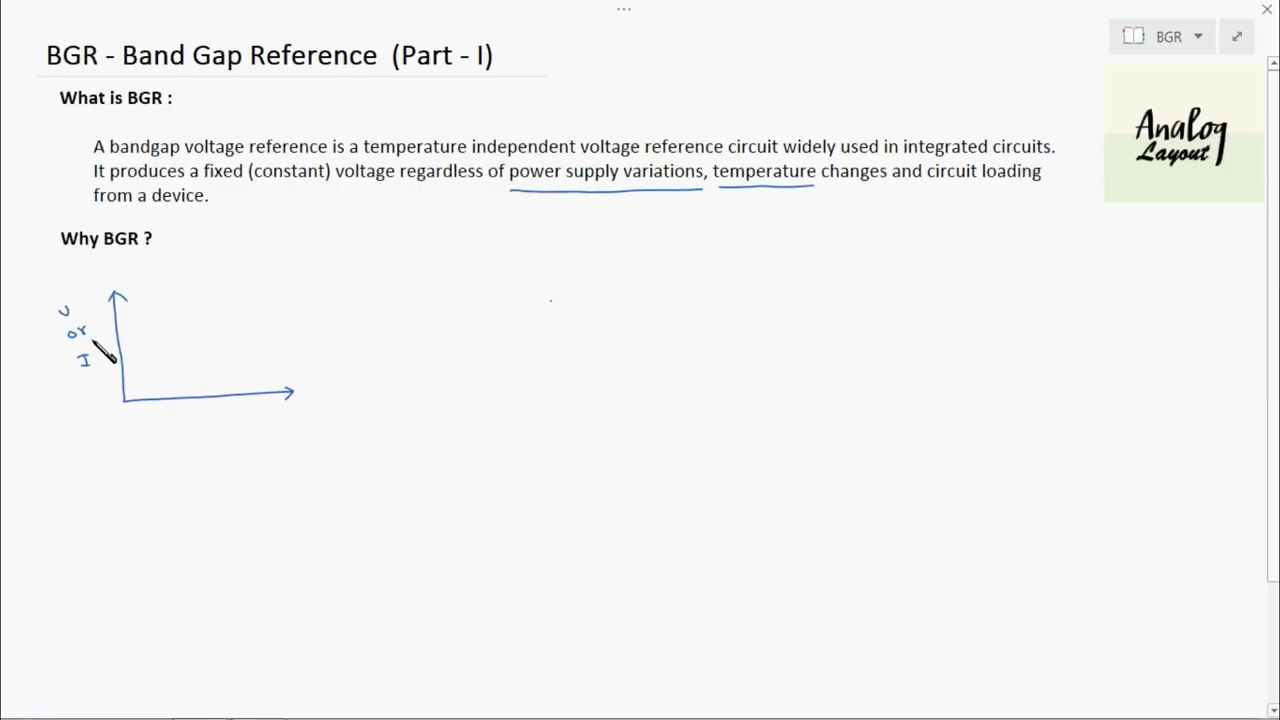 BGR - Band Gap Reference (Part - I)
BGR
What is BGR :
Analog
Layout
A bandgap voltage reference is a temperature independent voltage reference circuit widely used in integrated circuits.
It produces a fixed (constant) voltage regardless of power supply variations, temperature changes and circuit loading
from a device.
Why BGR ?
V
or
I